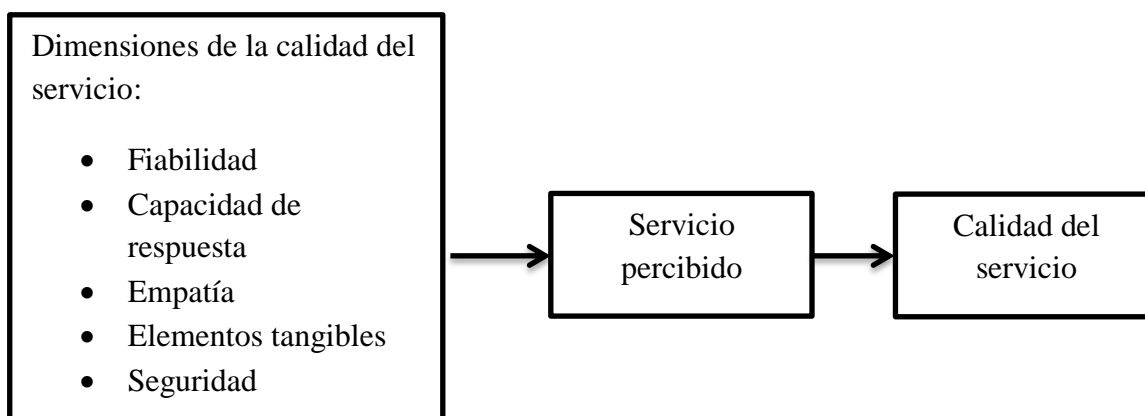 Dimensiones de la calidad del
servicio:
• Fiabilidad
• Capacidad de
respuesta
• Empatía
• Elementos tangibles
• Seguridad
Servicio
percibido
Calidad del
servicio